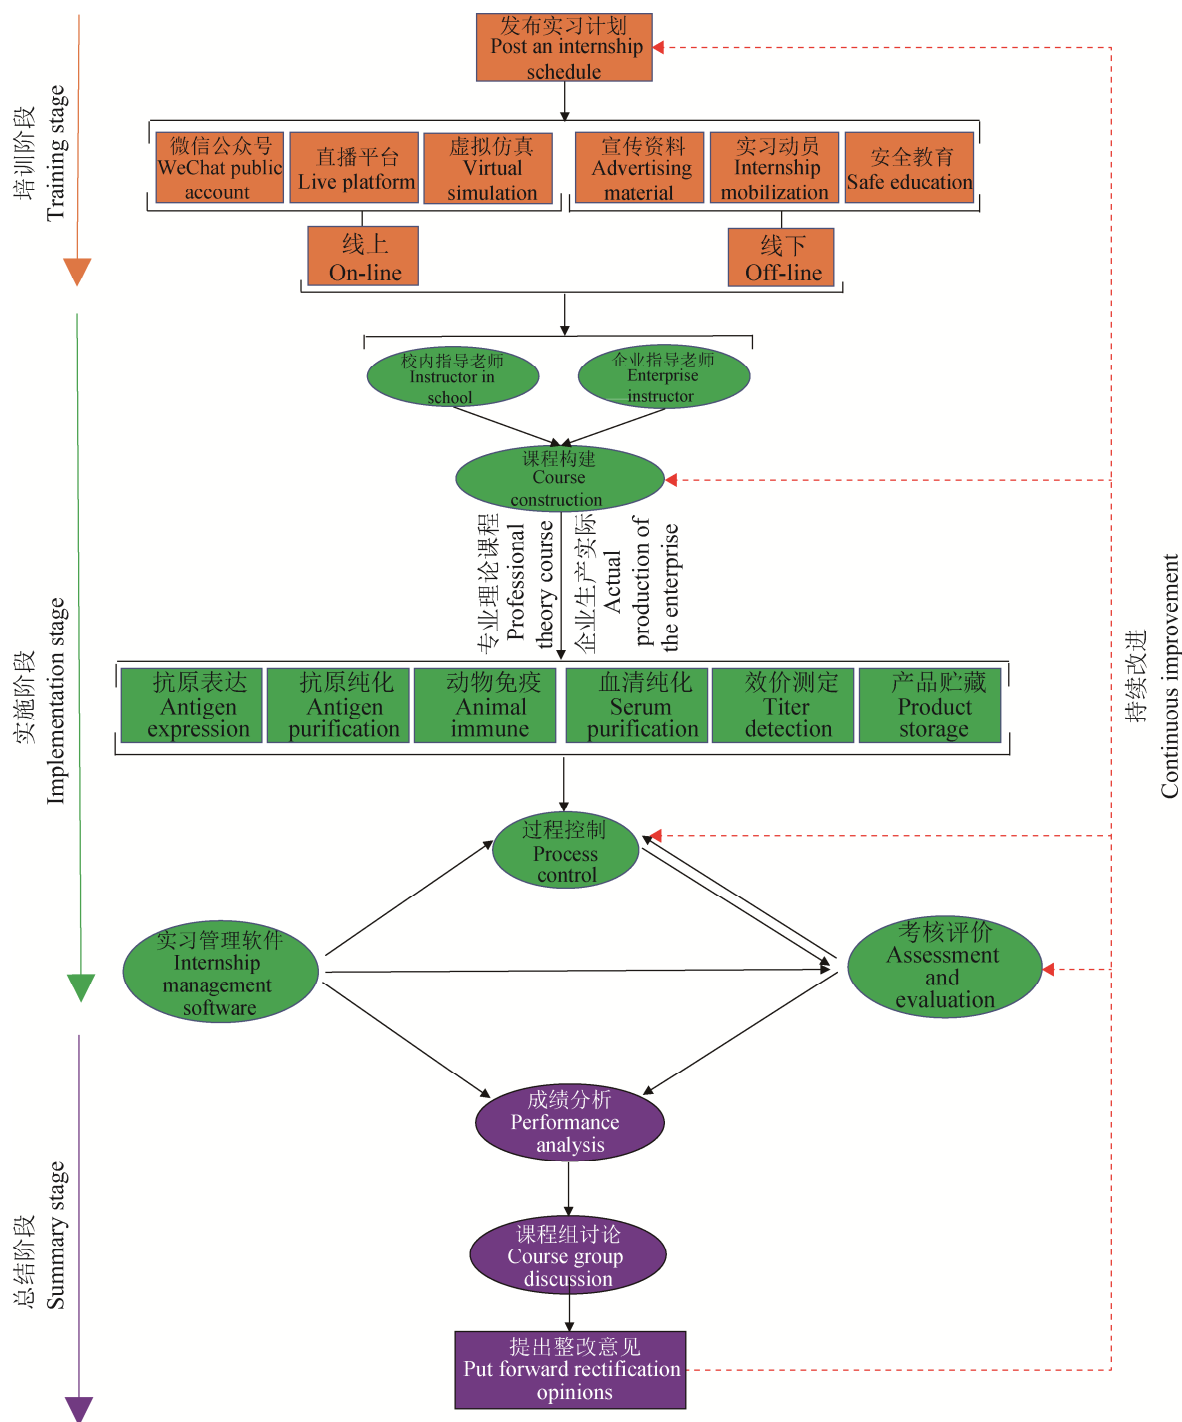 发布实习计划
Post an internship
schedule
培训阶段
Training stage
微信公众号
WeChat public
account
直播平台
Live platform
虚拟仿真
Virtual
simulation
宣传资料
Advertising
material
实习动员
Internship
mobilization
安全教育
Safe education
线上
On-line
线下
Off-line
校内指导老师
Instructor in
school
企业指导老师
Enterprise
instructor
课程构建
Course
construction
专业理论课程
Professional
theory course
企业生产实际
Actual
production of
the enterprise
实施阶段
Implementation stage
抗原表达
Antigen
expression
抗原纯化
Antigen
purification
动物免疫
Animal
immune
血清纯化
Serum
purification
效价测定
Titer
detection
产品贮藏
Product
storage
持续改进
Continuous improvement
过程控制
Process
control
实习管理软件
Internship
management
software
考核评价
Assessment
and
evaluation
成绩分析
Performance
analysis
总结阶段
Summary stage
课程组讨论
Course group
discussion
提出整改意见
Put forward rectification
opinions